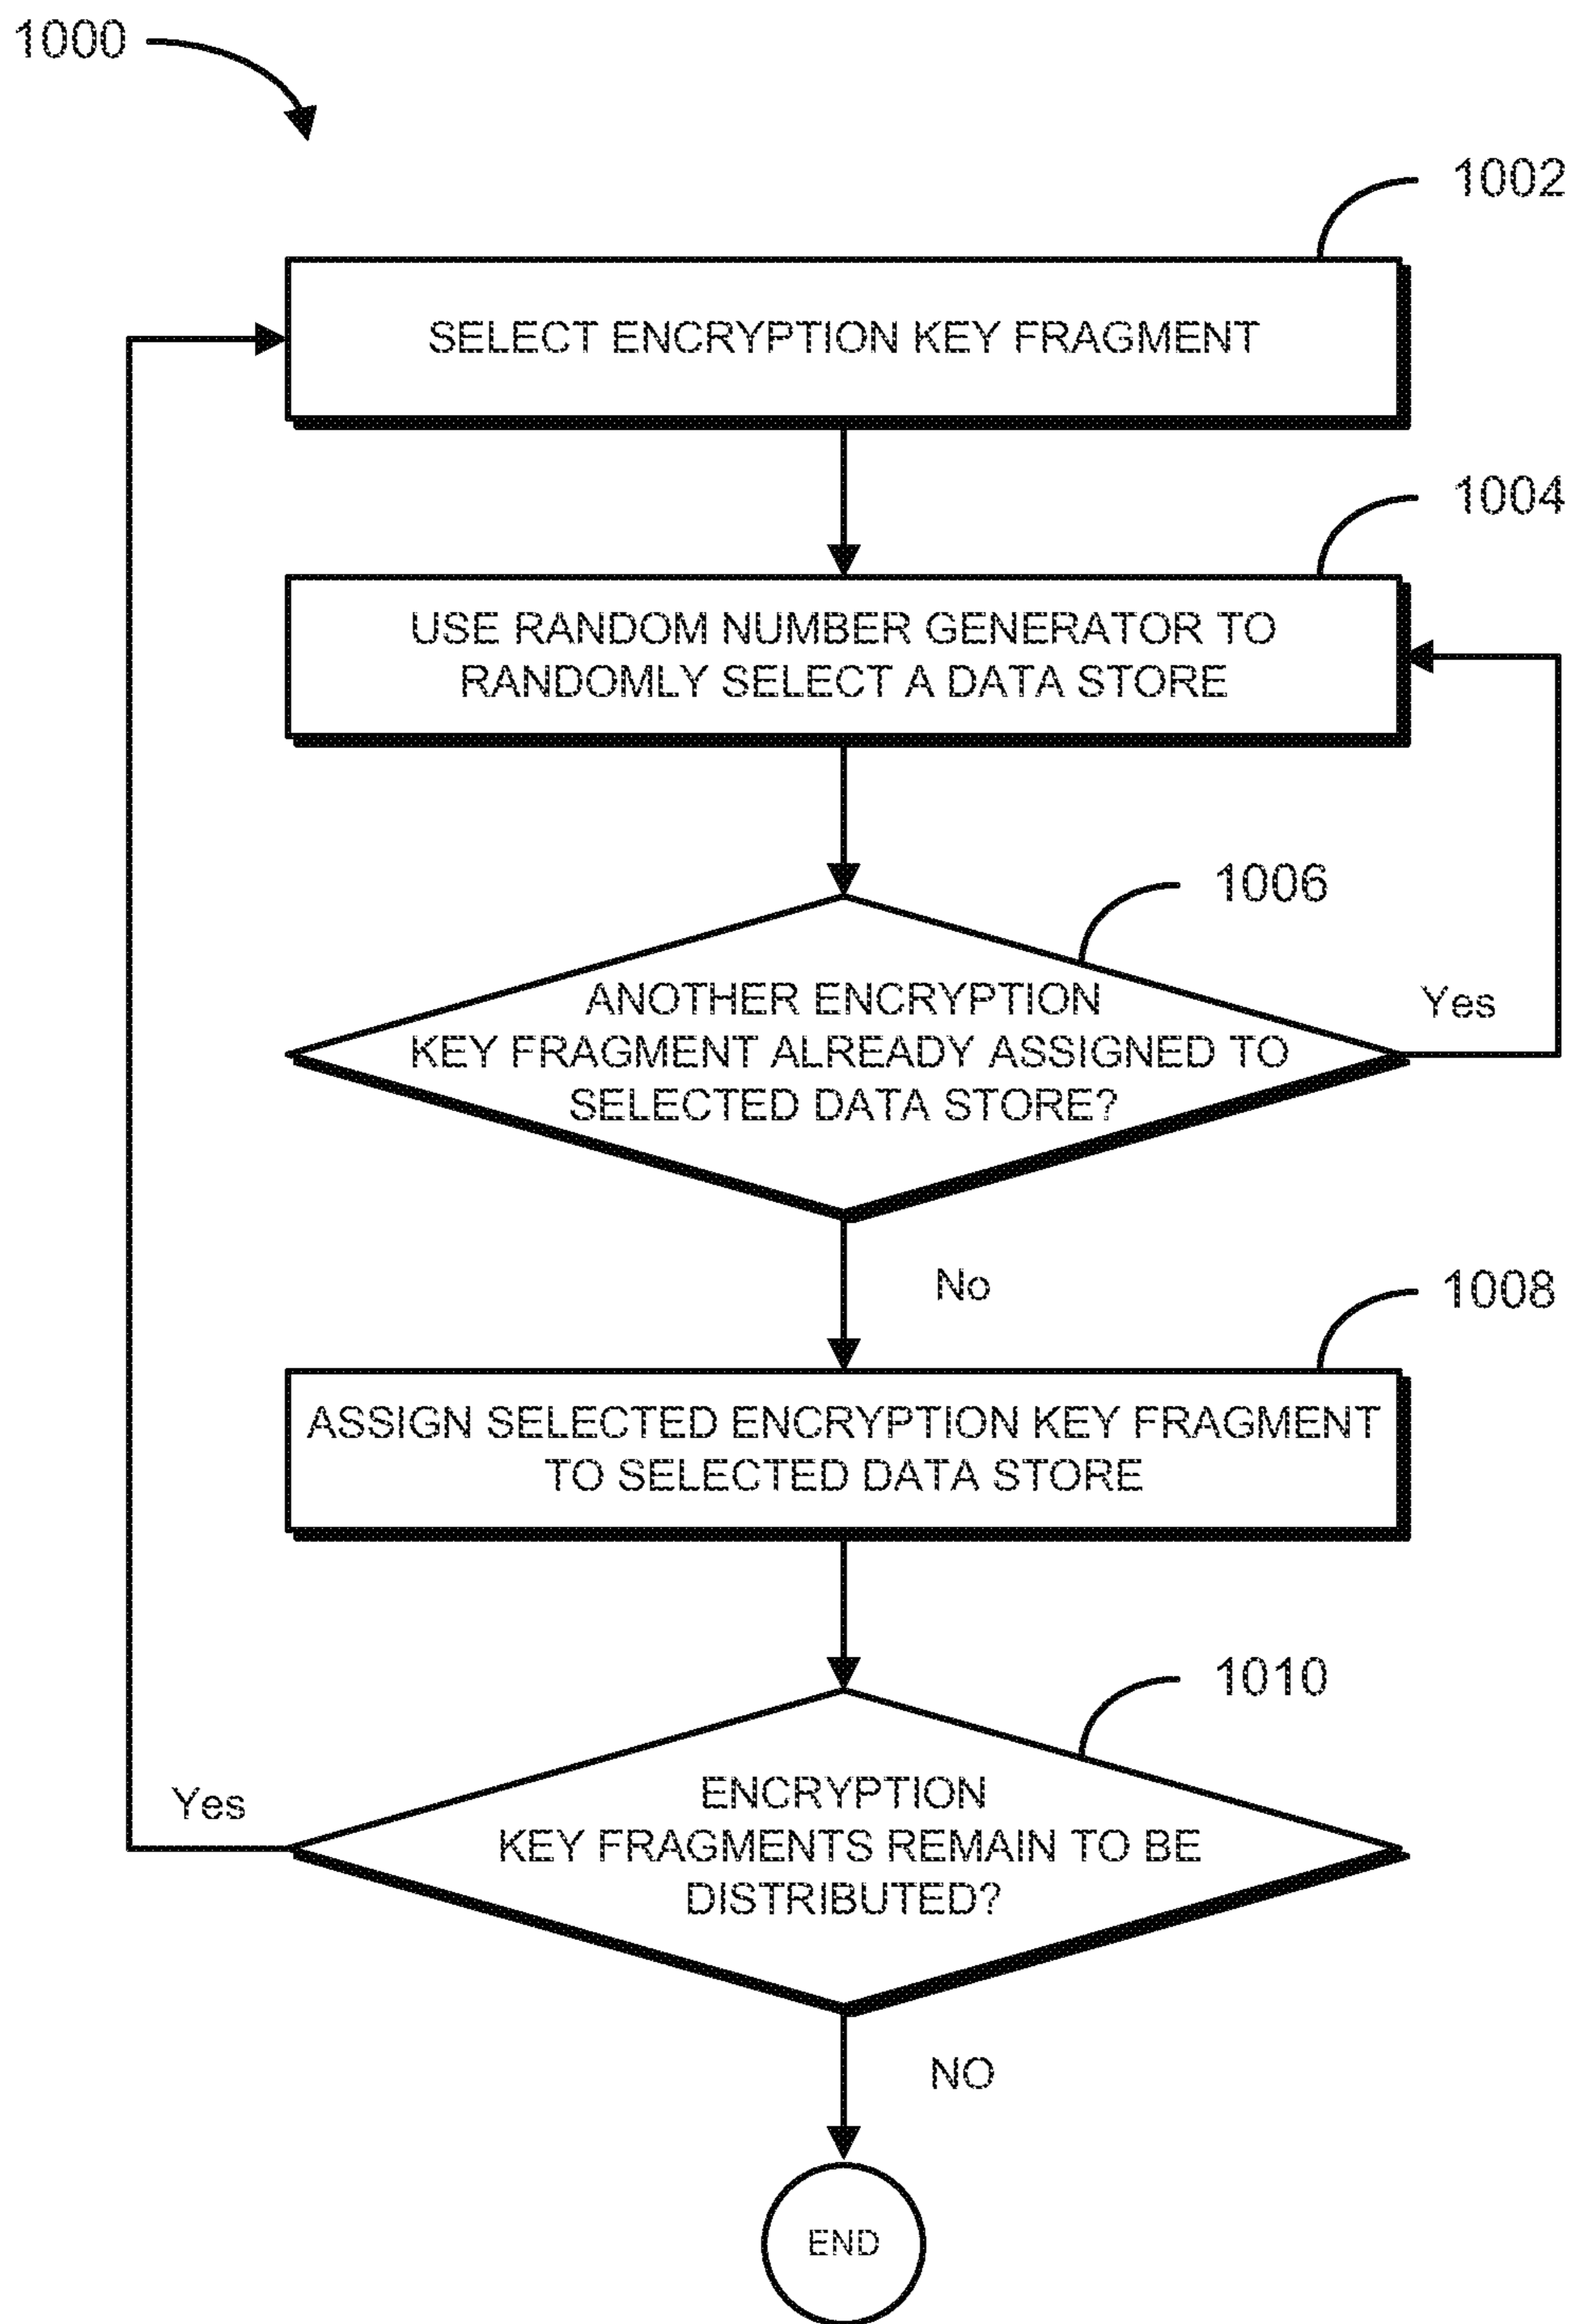 1000
1002
SELECT ENCRYPTION KEY FRAGMENT
1004
USE RANDOM NUMBER GENERATOR TO
RANDOMLY SELECT A DATA STORE
1006
ANOTHER ENCRYPTION
KEY FRAGMENT ALREADY ASSIGNED TO
SELECTED DATA STORE?
Yes
No
1008
ASSIGN SELECTED ENCRYPTION KEY FRAGMENT
TO SELECTED DATA STORE
1010
ENCRYPTION
KEY FRAGMENTS REMAIN TO BE
DISTRIBUTED?
Yes
NO
END